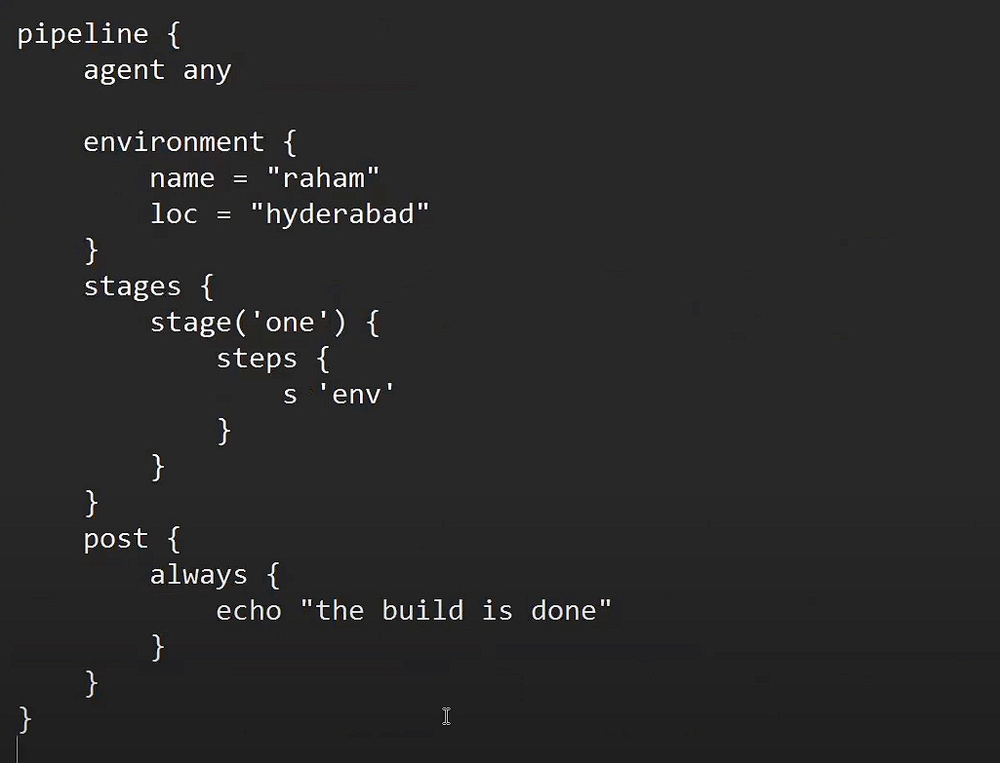 pipeline {
    agent any

    environment {
        name = "raham"
        loc = "hyderabad"
    }
    stages {
        stage('one') {
            steps {
                s 'env'
            }
        }
    }
    post {
        always {
            echo "the build is done"
        }
    }
}